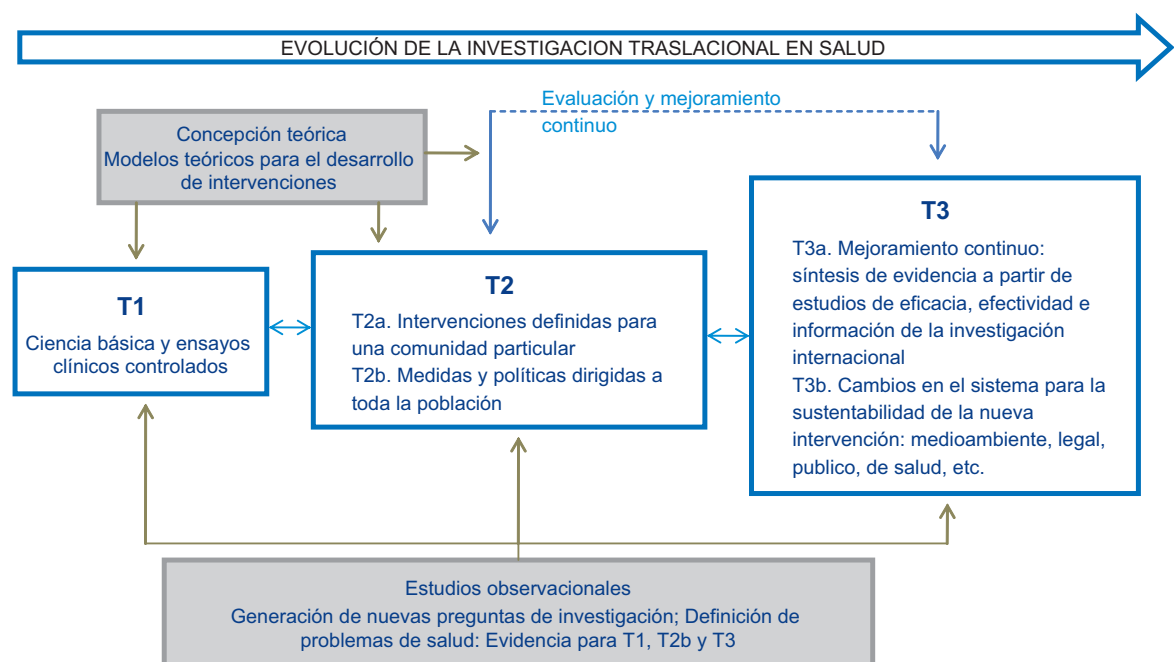 EVOLUCIÓN DE LA INVESTIGACION TRASLACIONAL EN SALUD
Evaluación y mejoramiento
continuo
Concepción teórica
Modelos teóricos para el desarrollo
de intervenciones
T1
Ciencia básica y ensayos
clínicos controlados
T2
T2a. Intervenciones definidas para
una comunidad particular
T2b. Medidas y políticas dirigidas a
toda la población
T3
T3a. Mejoramiento continuo:
síntesis de evidencia a partir de
estudios de eficacia, efectividad e
información de la investigación
internacional
T3b. Cambios en el sistema para la
sustentabilidad de la nueva
intervención: medioambiente, legal,
publico, de salud, etc.
Estudios observacionales
Generación de nuevas preguntas de investigación; Definición de
problemas de salud: Evidencia para T1, T2b y T3